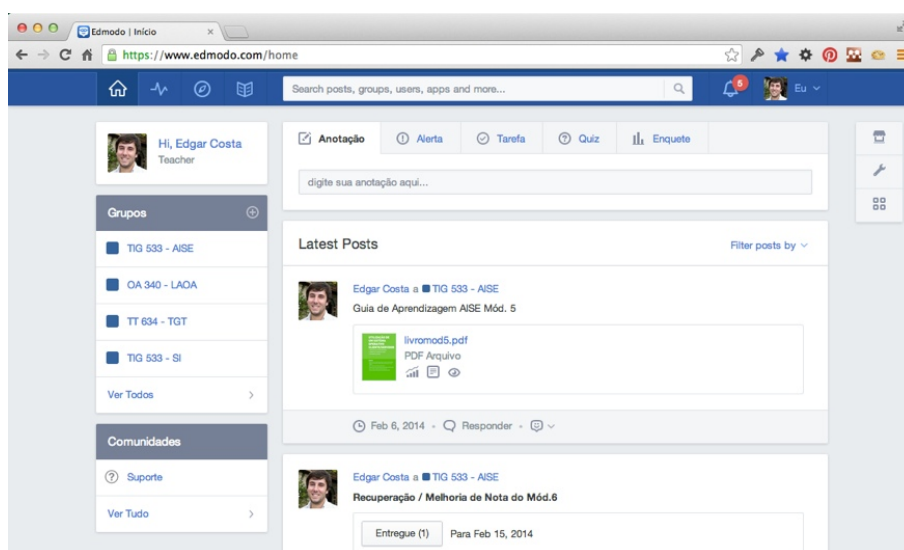 Edmodo | Início
https://www.edmodo.com/home
Search posts, groups, users, apps and more...
5
Eu
Hi, Edgar Costa
Teacher
Grupos
TIG 533 - AISE
OA 340 - LAOA
TT 634 - TGT
TIG 533 - SI
Ver Todos
Comunidades
Suporte
Ver Tudo
Anotação Alerta Tarefa Quiz Enquete
digite sua anotação aqui...
Latest Posts Filter posts by
Edgar Costa a TIG 533 - AISE
Guia de Aprendizagem AISE Mód. 5
livromod5.pdf
PDF Arquivo
Feb 6, 2014 • Responder •
Edgar Costa a TIG 533 - AISE
Recuperação / Melhoria de Nota do Mód.6
Entregue (1) Para Feb 15, 2014